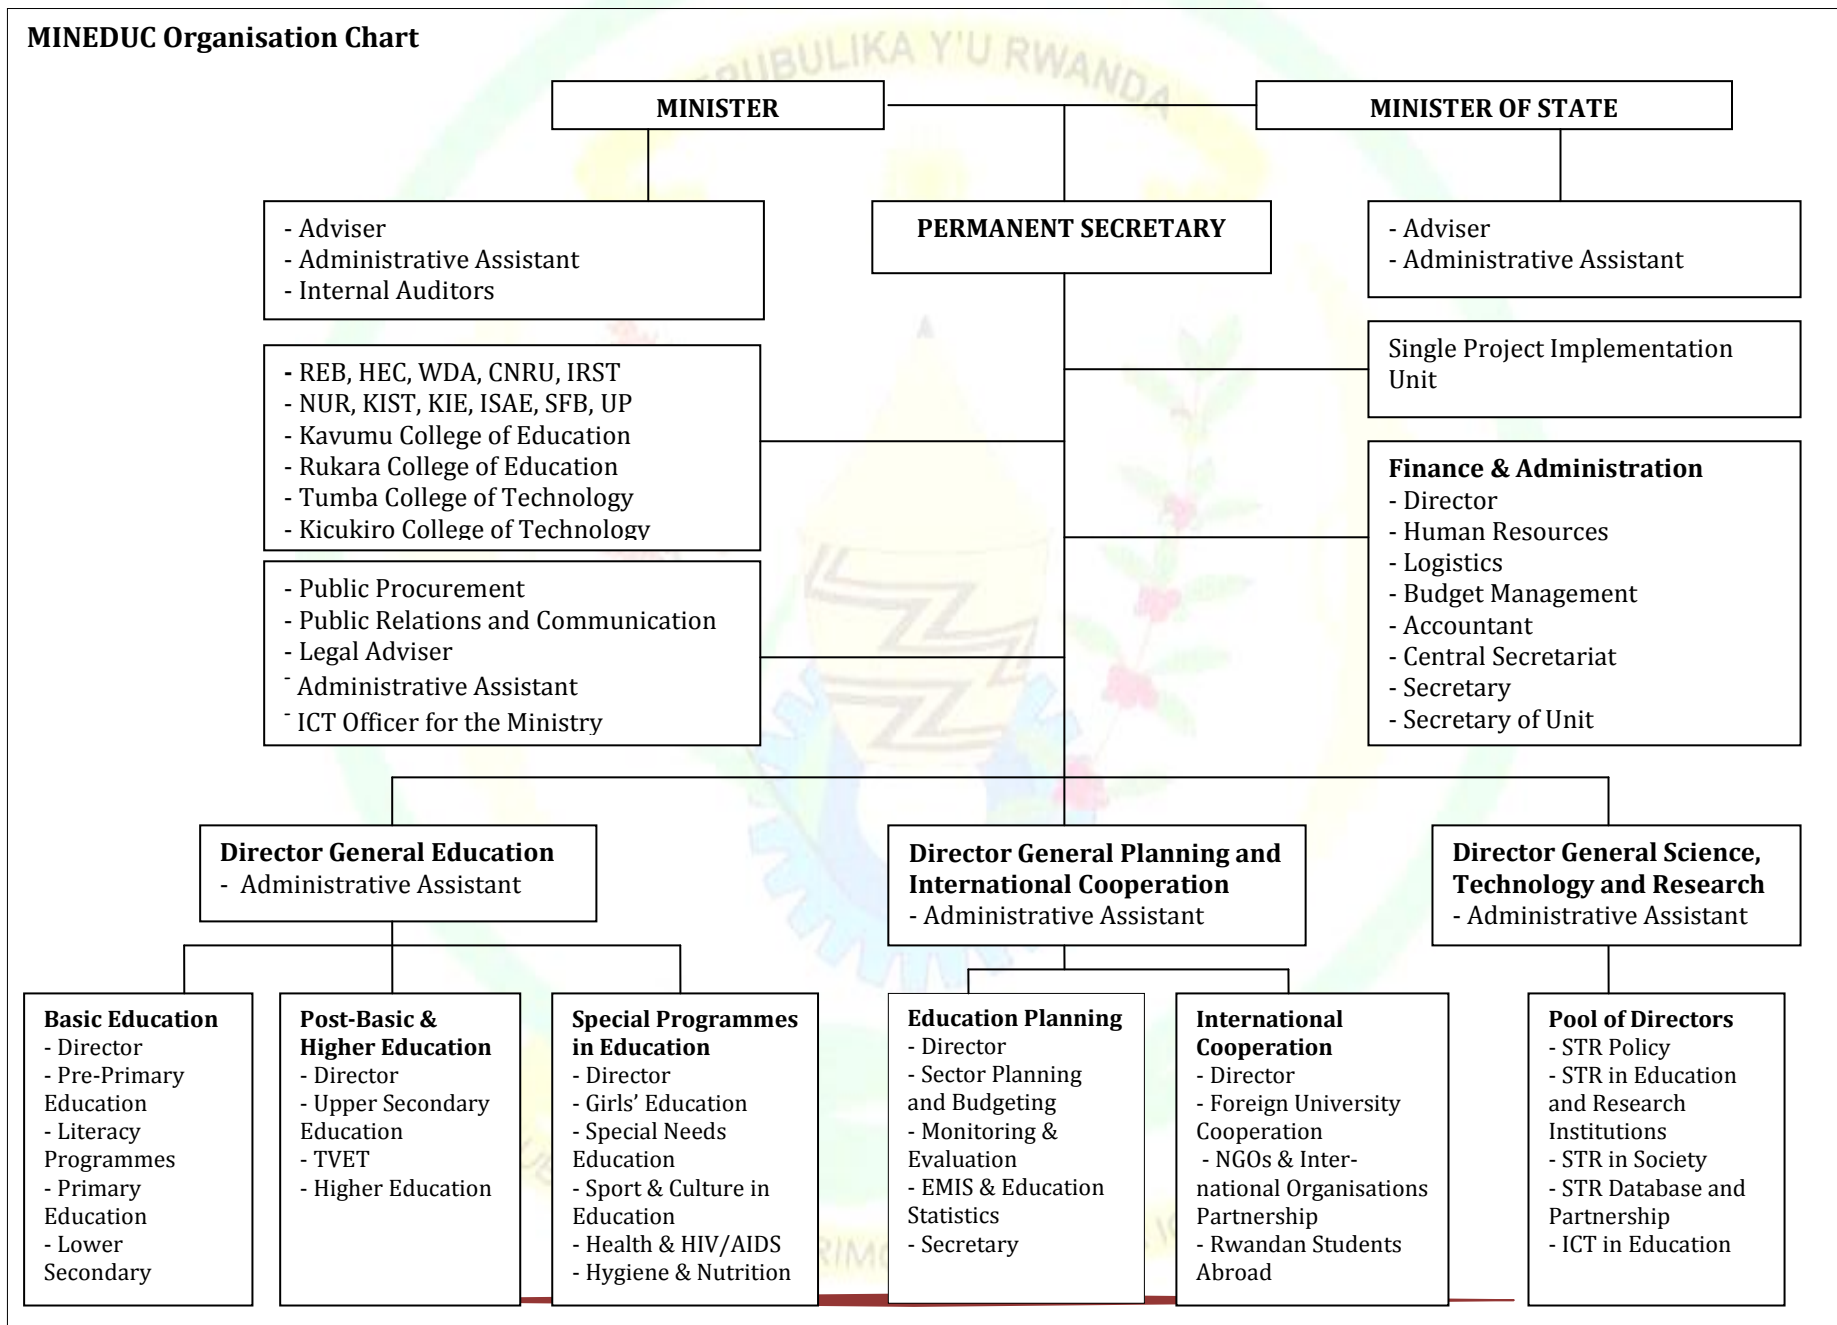 MINEDUC Organisation Chart
REPUBULIKA Y'U RWANDA
MINISTER
MINISTER OF STATE
- Adviser
- Administrative Assistant
- Internal Auditors
PERMANENT SECRETARY
- Adviser
- Administrative Assistant
- REB, HEC, WDA, CNRU, IRST
- NUR, KIST, KIE, ISAE, SFB, UP
- Kavumu College of Education
- Rukara College of Education
- Tumba College of Technology
- Kicukiro College of Technology
Single Project Implementation
Unit
- Public Procurement
- Public Relations and Communication
- Legal Adviser
- Administrative Assistant
- ICT Officer for the Ministry
Finance & Administration
- Director
- Human Resources
- Logistics
- Budget Management
- Accountant
- Central Secretariat
- Secretary
- Secretary of Unit
Director General Education
- Administrative Assistant
Director General Planning and
International Cooperation
- Administrative Assistant
Director General Science,
Technology and Research
- Administrative Assistant
Basic Education
- Director
- Pre-Primary
Education
- Literacy
Programmes
- Primary
Education
- Lower
Secondary
Post-Basic &
Higher Education
- Director
- Upper Secondary
Education
- TVET
- Higher Education
Special Programmes
in Education
- Director
- Girls’ Education
- Special Needs
Education
- Sport & Culture in
Education
- Health & HIV/AIDS
- Hygiene & Nutrition
Education Planning
- Director
- Sector Planning
and Budgeting
- Monitoring &
Evaluation
- EMIS & Education
Statistics
- Secretary
International
Cooperation
- Director
- Foreign University
Cooperation
- NGOs & Inter-
national Organisations
Partnership
- Rwandan Students
Abroad
Pool of Directors
- STR Policy
- STR in Education
and Research
Institutions
- STR in Society
- STR Database and
Partnership
- ICT in Education